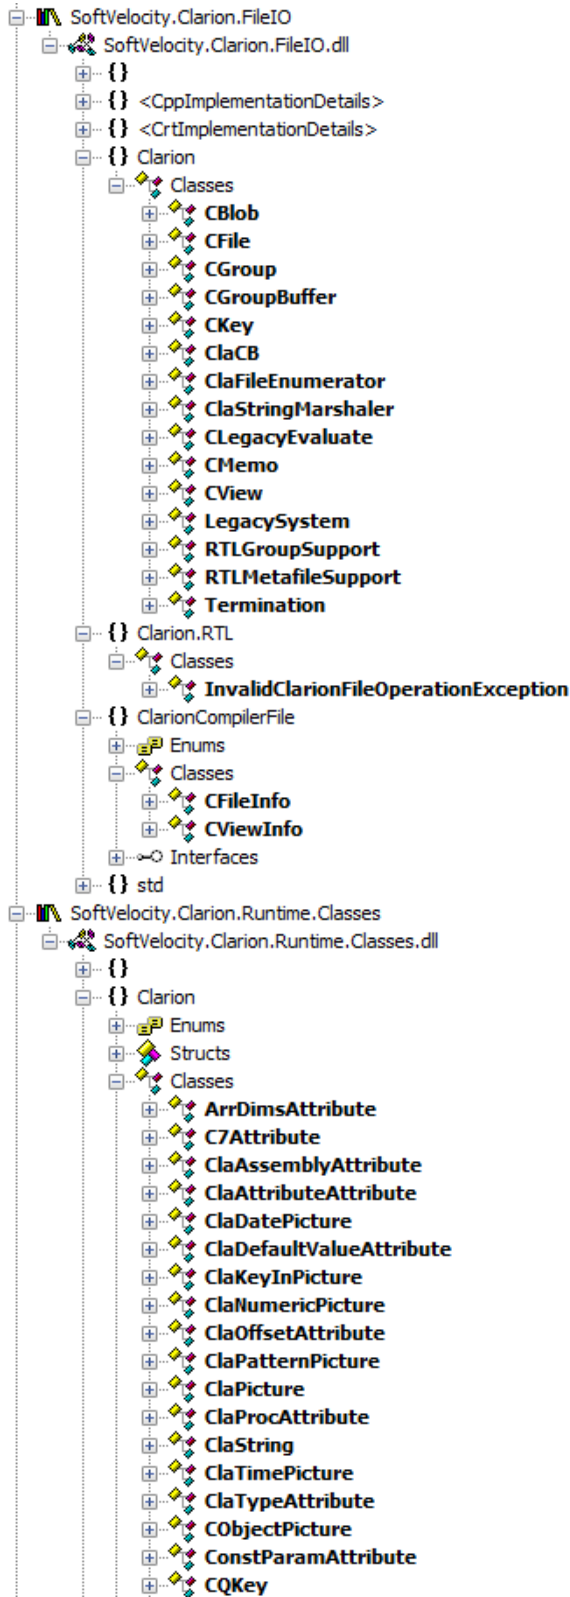 SoftVelocity.Clarion.FileIO
SoftVelocity.Clarion.FileIO.dll
{}
{} <CppImplementationDetails>
{} <CrtImplementationDetails>
{} Clarion
Classes
CBlob
CFile
CGroup
CGroupBuffer
CKey
ClaCB
ClaFileEnumerator
ClaStringMarshaler
CLegacyEvaluate
CMemo
CView
LegacySystem
RTLGroupSupport
RTLMetafileSupport
Termination
{} Clarion.RTL
Classes
InvalidClarionFileOperationException
{} ClarionCompilerFile
Enums
Classes
CFileInfo
CViewInfo
Interfaces
{} std
SoftVelocity.Clarion.Runtime.Classes
SoftVelocity.Clarion.Runtime.Classes.dll
{}
{} Clarion
Enums
Structs
Classes
ArrDimsAttribute
C7Attribute
ClaAssemblyAttribute
ClaAttributeAttribute
ClaDatePicture
ClaDefaultValueAttribute
ClaKeyInPicture
ClaNumericPicture
ClaOffsetAttribute
ClaPatternPicture
ClaPicture
ClaProcAttribute
ClaString
ClaTimePicture
ClaTypeAttribute
CObjectPicture
ConstParamAttribute
CQKey